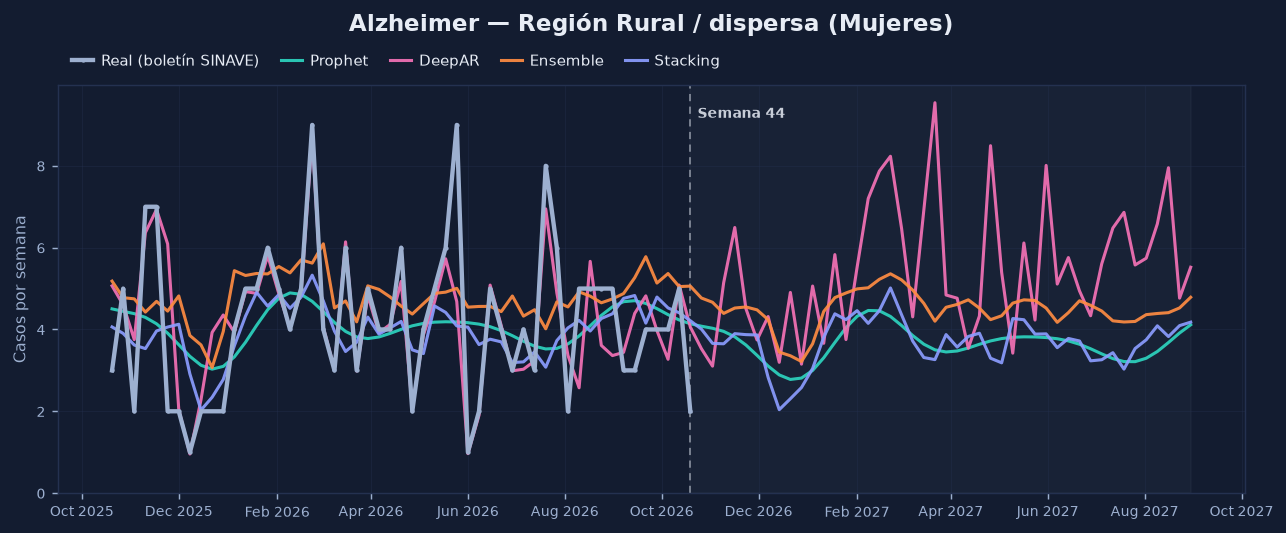 Alzheimer — Región Rural / dispersa (Mujeres)
Real (boletín SINAVE) Prophet DeepAR Ensemble Stacking
Semana 44
Casos por semana
8
6
4
2
0
Oct 2025 Dec 2025 Feb 2026 Apr 2026 Jun 2026 Aug 2026 Oct 2026 Dec 2026 Feb 2027 Apr 2027 Jun 2027 Aug 2027 Oct 2027